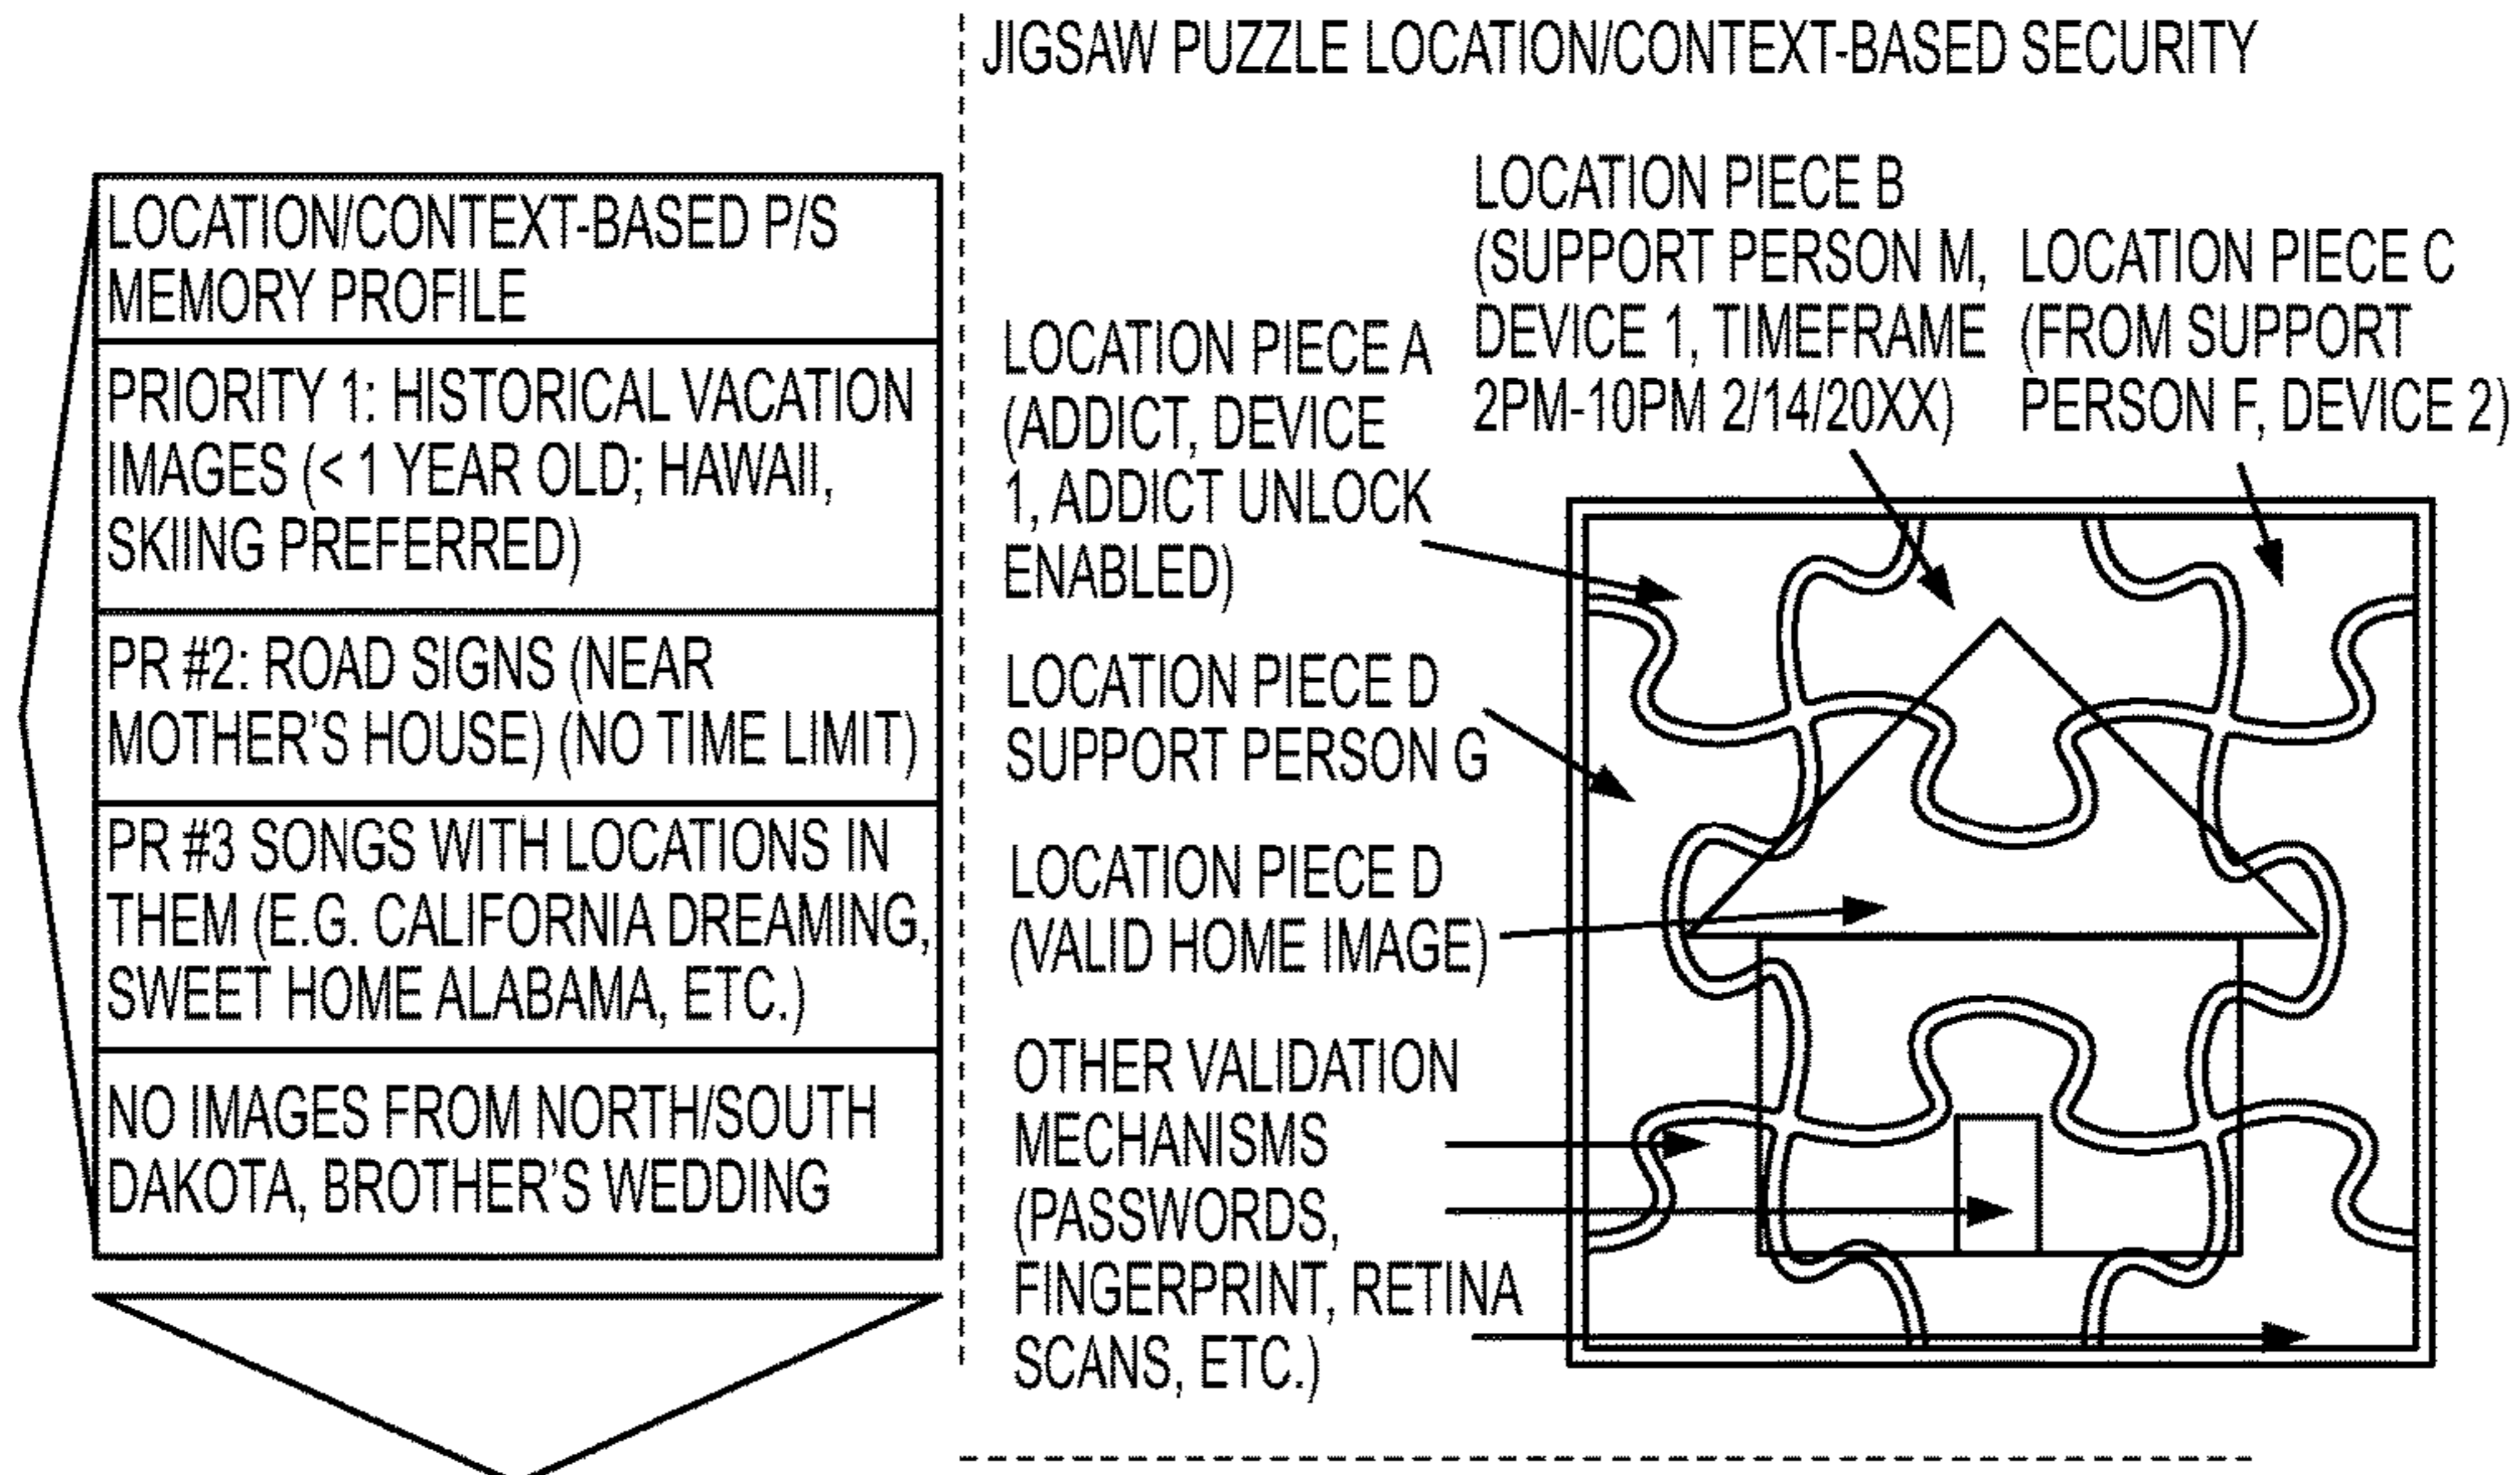 JIGSAW PUZZLE LOCATION/CONTEXT-BASED SECURITY
LOCATION/CONTEXT-BASED P/S
MEMORY PROFILE
PRIORITY 1: HISTORICAL VACATION
IMAGES (< 1 YEAR OLD; HAWAII,
SKIING PREFERRED)
PR #2: ROAD SIGNS (NEAR
MOTHER'S HOUSE) (NO TIME LIMIT)
PR #3 SONGS WITH LOCATIONS IN
THEM (E.G. CALIFORNIA DREAMING,
SWEET HOME ALABAMA, ETC.)
NO IMAGES FROM NORTH/SOUTH
DAKOTA, BROTHER'S WEDDING
LOCATION PIECE A
(ADDICT, DEVICE
1, ADDICT UNLOCK
ENABLED)
LOCATION PIECE B
(SUPPORT PERSON M,
DEVICE 1, TIMEFRAME
2PM-10PM 2/14/20XX)
LOCATION PIECE C
(FROM SUPPORT
PERSON F, DEVICE 2)
LOCATION PIECE D
SUPPORT PERSON G
LOCATION PIECE D
(VALID HOME IMAGE)
OTHER VALIDATION
MECHANISMS
(PASSWORDS,
FINGERPRINT, RETINA
SCANS, ETC.)